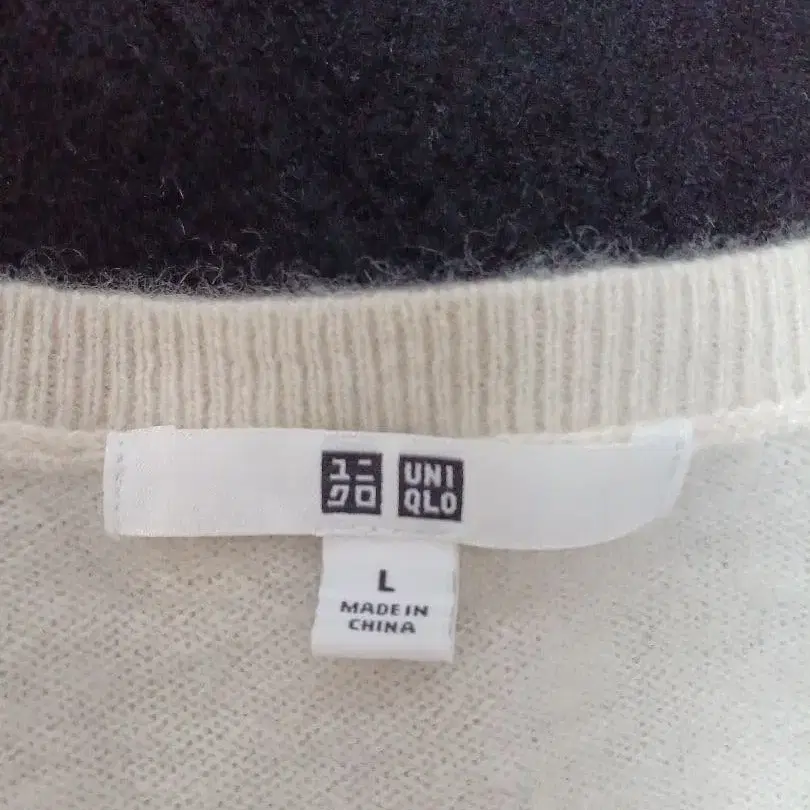 ユニ
クロ
UNI
QLO
L
MADE IN
CHINA